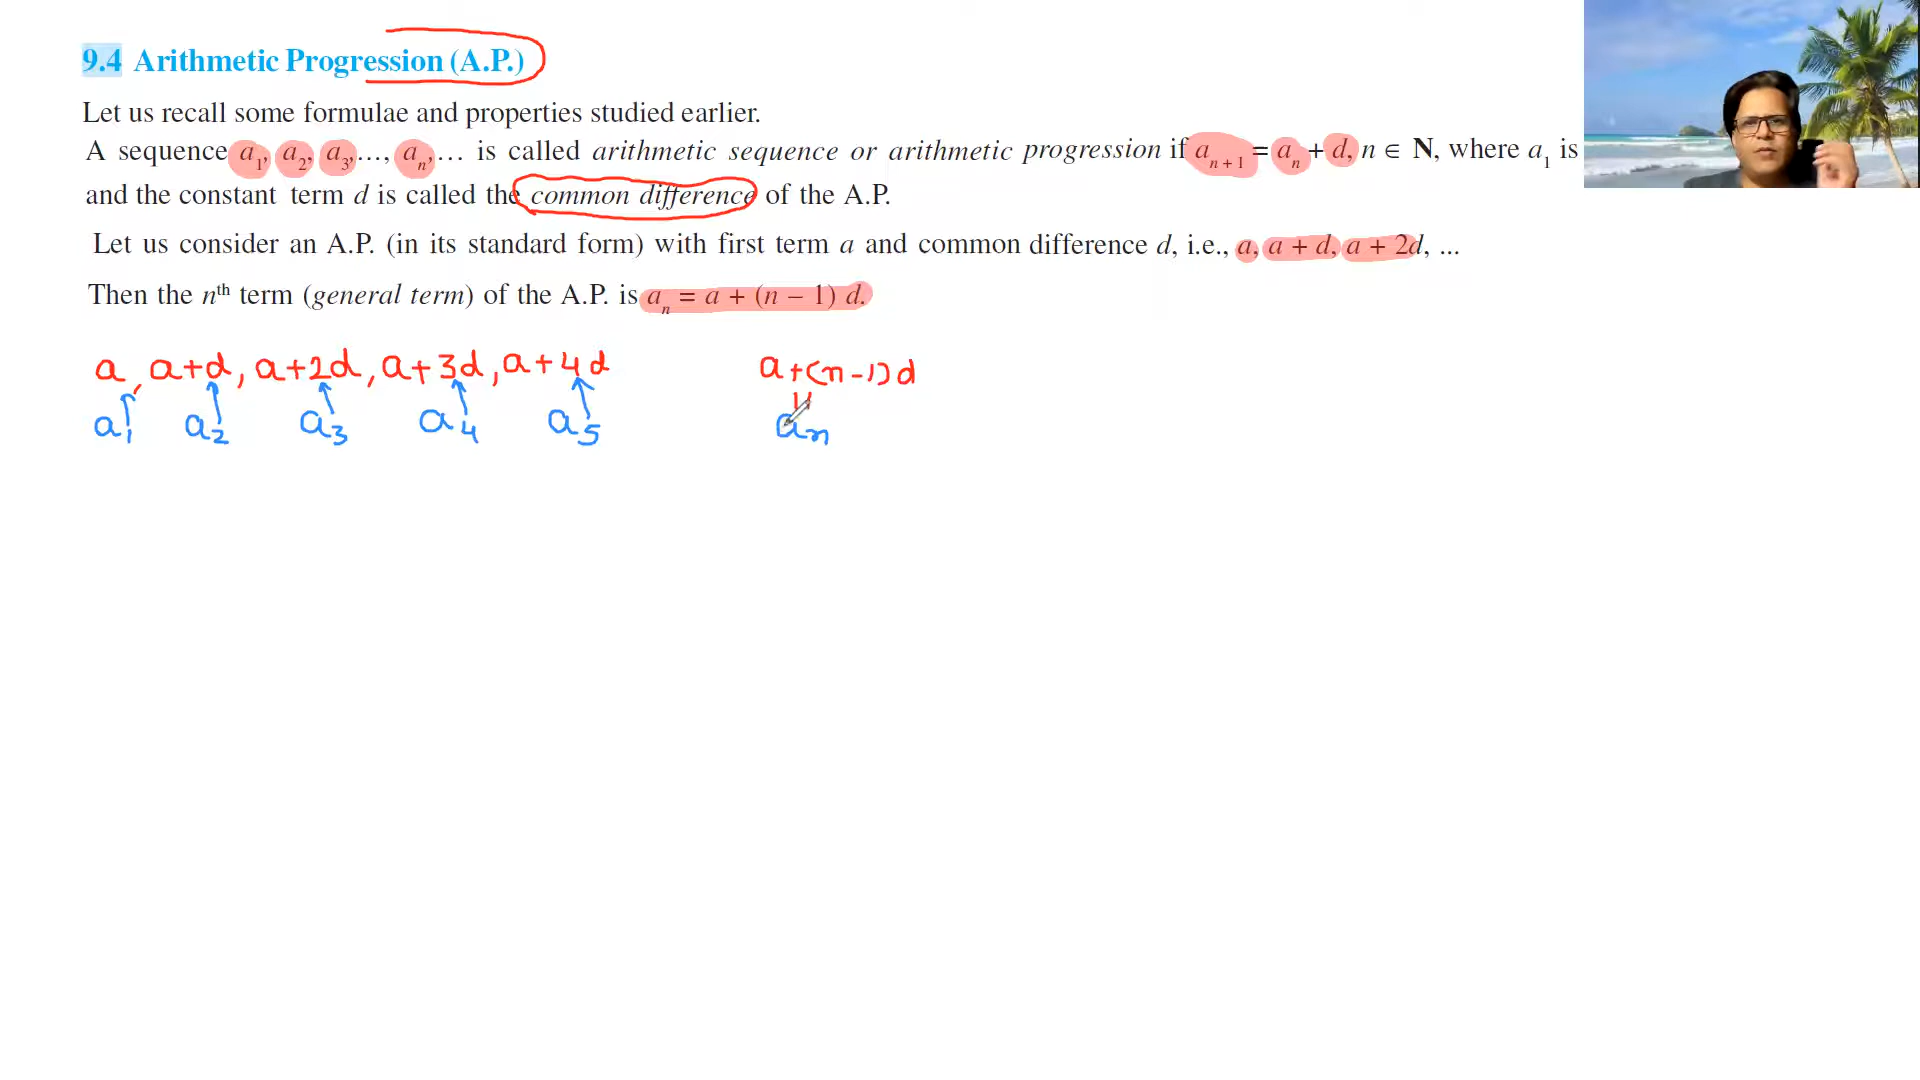 9.4 Arithmetic Progression (A.P.)
Let us recall some formulae and properties studied earlier.
A sequence a₁, a₂, a₃,…, aₙ,… is called arithmetic sequence or arithmetic progression if aₙ₊₁ = aₙ + d, n ∈ N, where a₁ is
and the constant term d is called the common difference of the A.P.
Let us consider an A.P. (in its standard form) with first term a and common difference d, i.e., a, a + d, a + 2d, ...
Then the nᵗʰ term (general term) of the A.P. is aₙ = a + (n − 1) d.
a, a+d, a+2d, a+3d, a+4d a+(n-1)d
a₁ a₂ a₃ a₄ a₅ aₙ